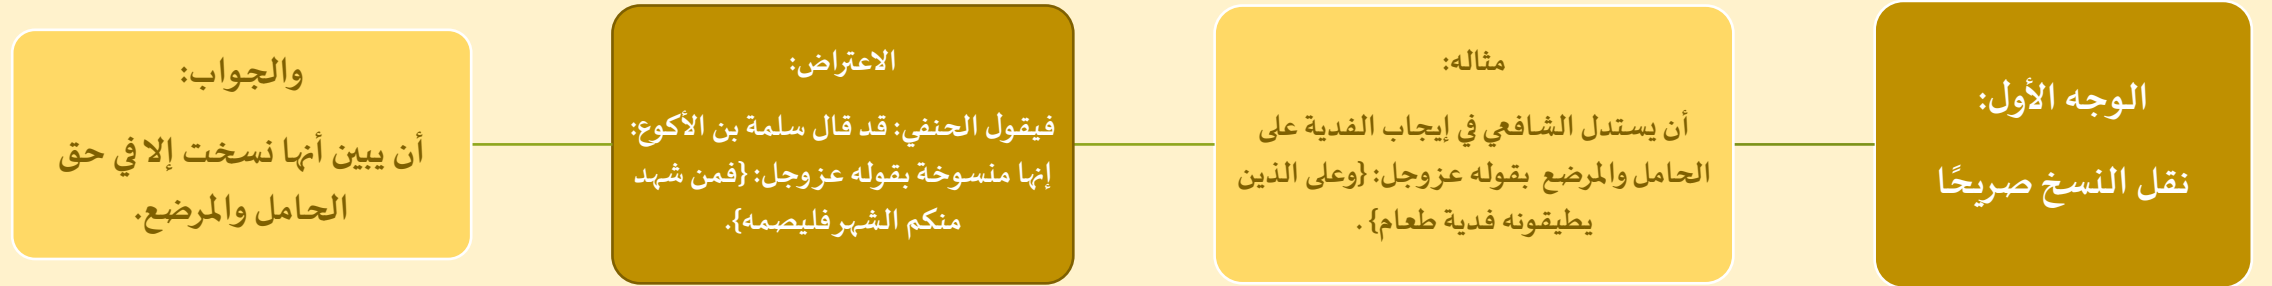 الوجه الأول:
نقل النسخ صريحًا
مثاله:
أن يستدل الشافعي في إيجاب الفدية على
الحامل والمرضع بقوله عزوجل: {وعلى الذين
يطيقونه فدية طعام} .
الاعتراض:
فيقول الحنفي: قد قال سلمة بن الأكوع:
إنها منسوخة بقوله عزوجل: {فمن شهد
منكم الشهر فليصمه}.
والجواب:
أن يبين أنها نسخت إلا في حق
الحامل والمرضع.